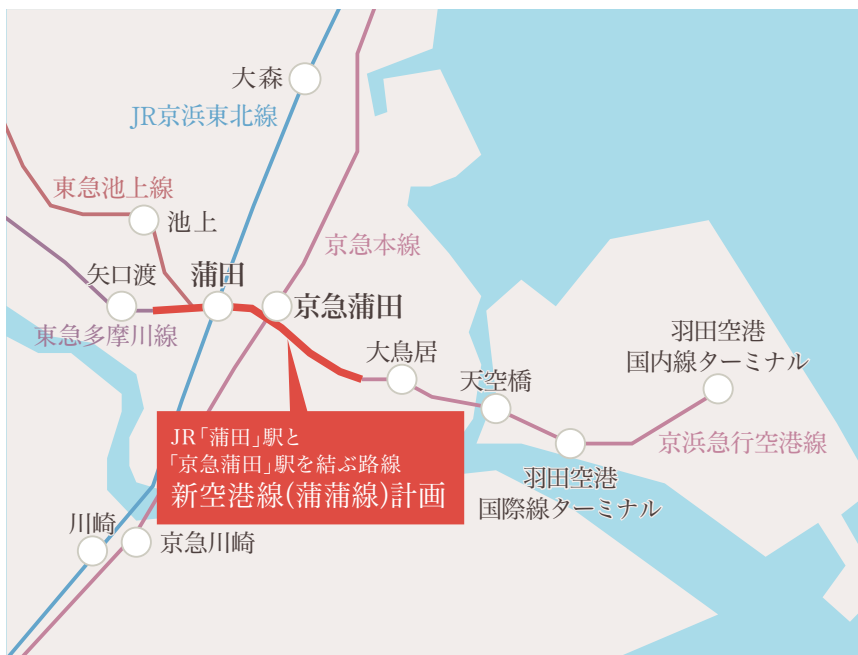 大森
JR京浜東北線
東急池上線
池上
京急本線
矢口渡
蒲田
京急蒲田
東急多摩川線
大鳥居
天空橋
羽田空港
国内線ターミナル
京浜急行空港線
羽田空港
国際線ターミナル
JR「蒲田」駅と
「京急蒲田」駅を結ぶ路線
新空港線(蒲蒲線)計画
川崎
京急川崎